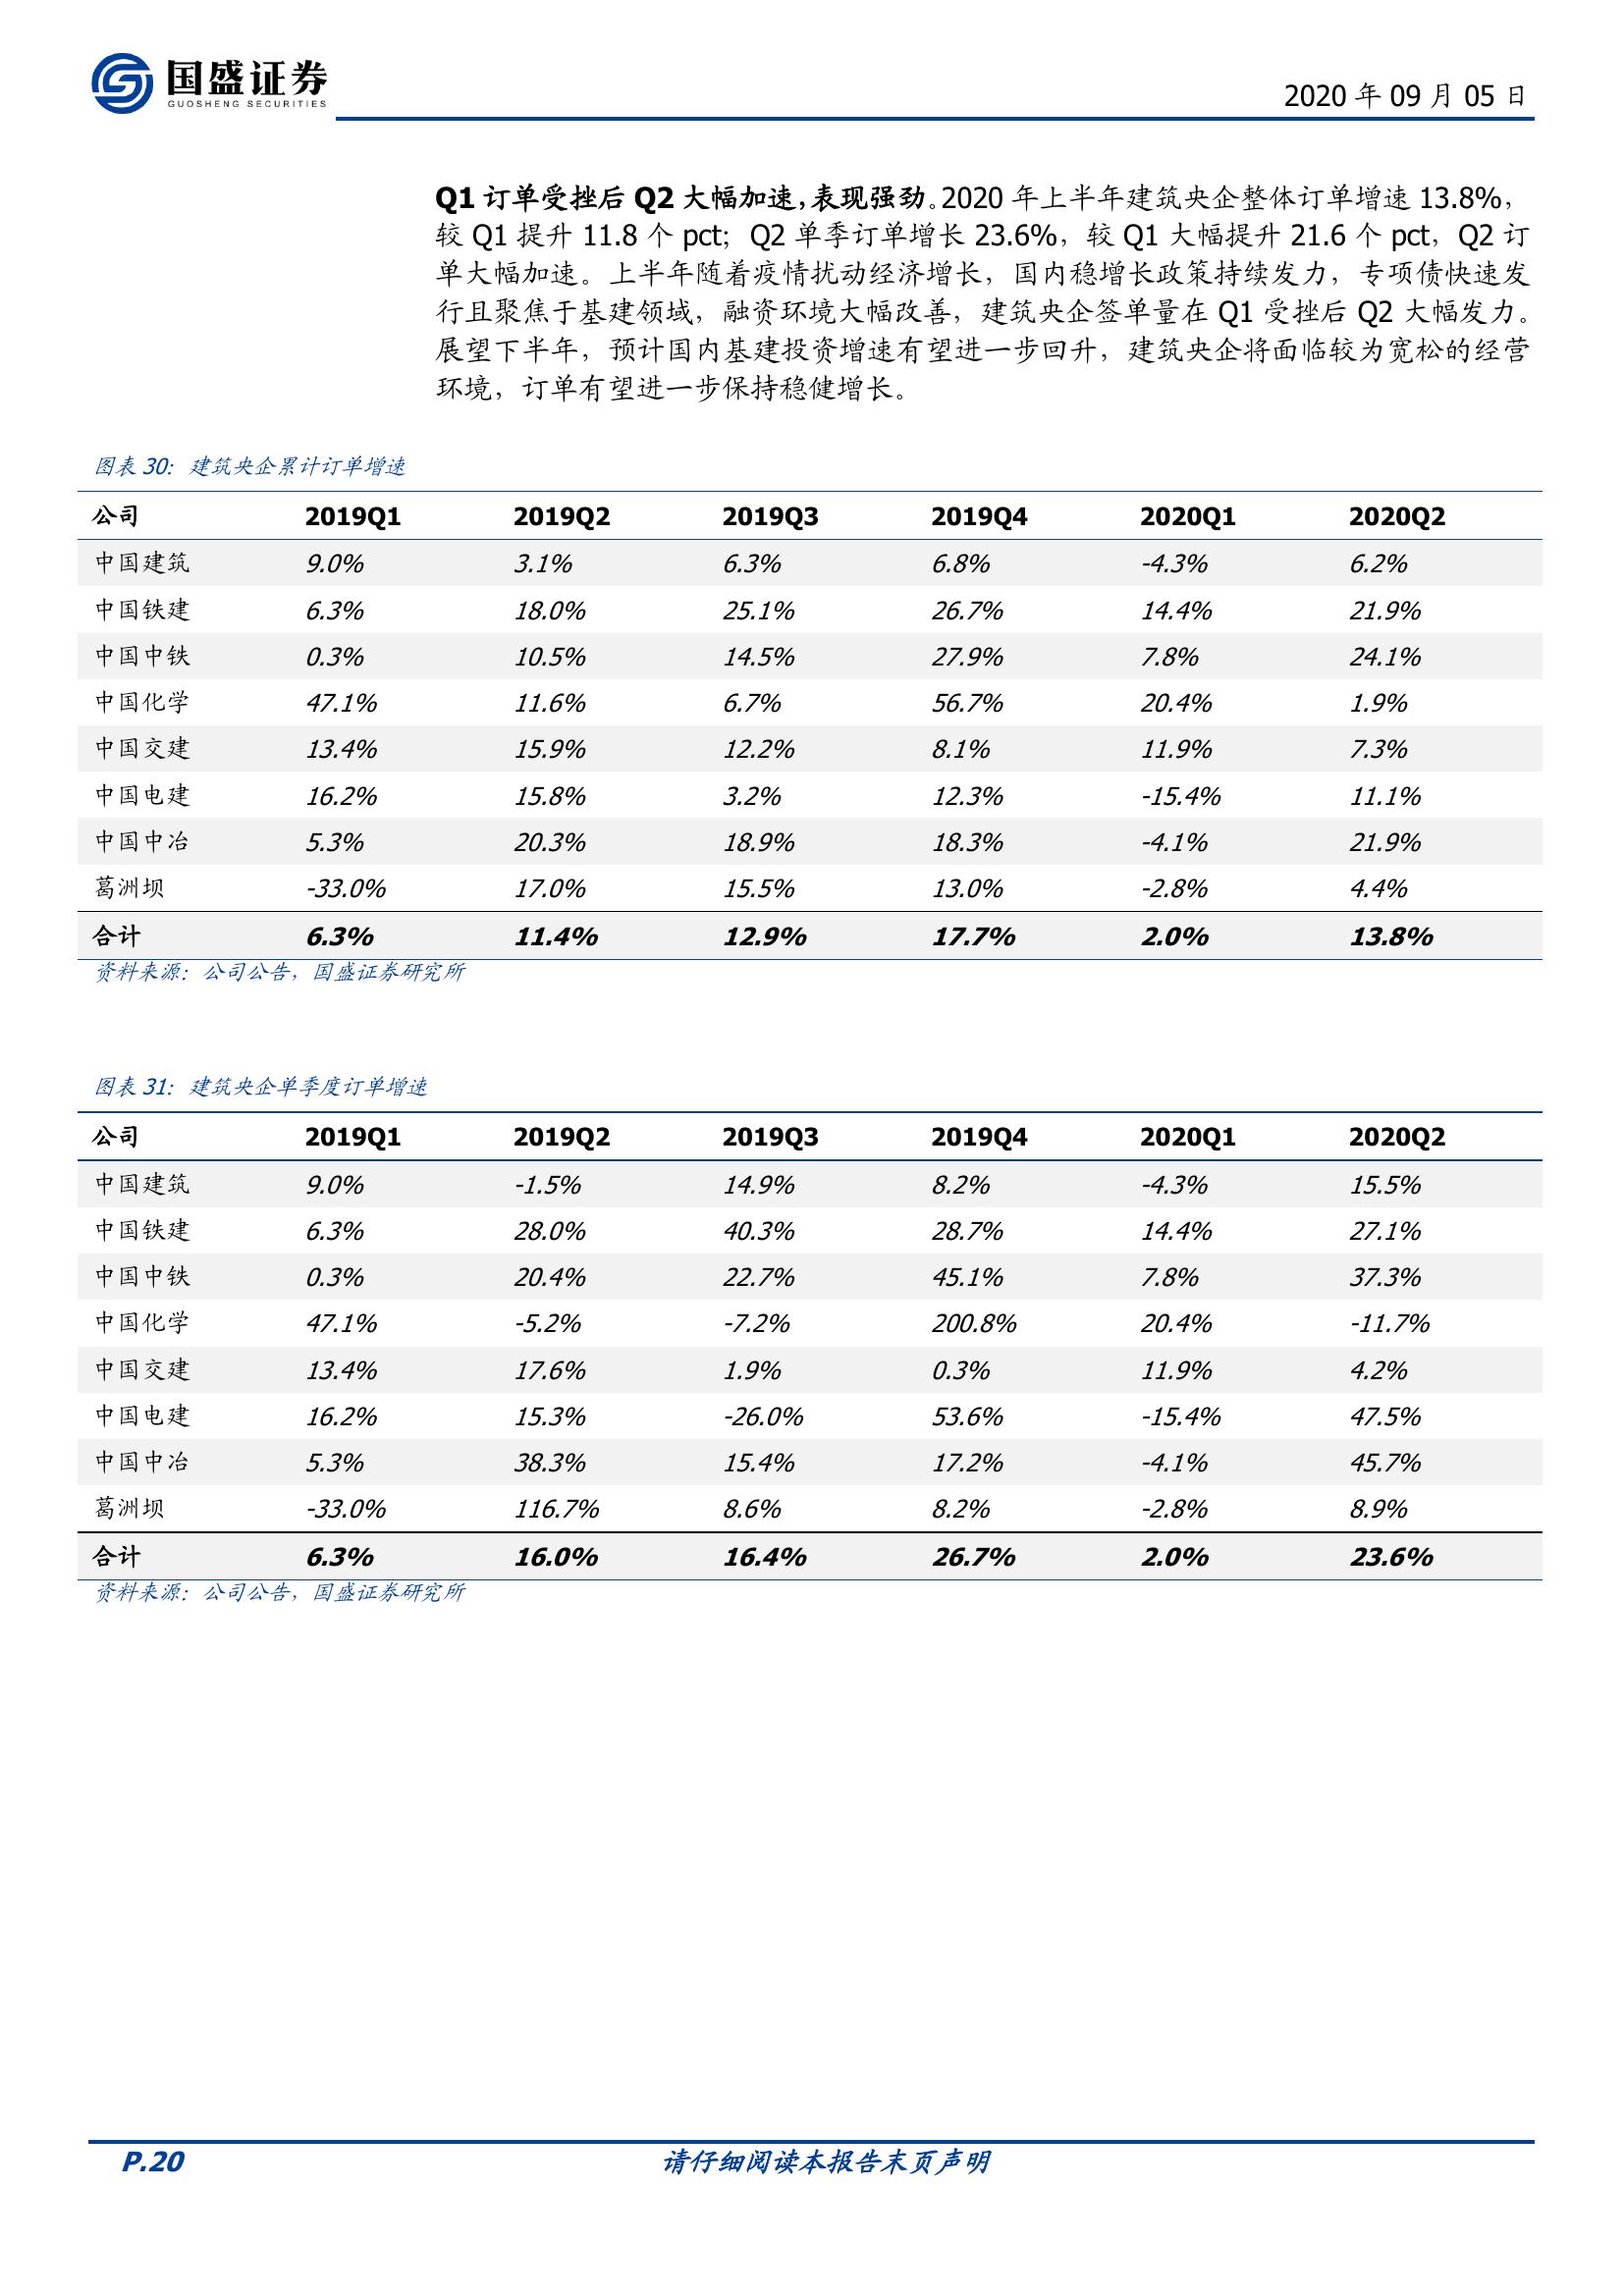 国盛证券
GUOSHENG SECURITIES
2020 年 09 月 05 日
Q1 订单受挫后 Q2 大幅加速，表现强劲。2020 年上半年建筑央企整体订单增速 13.8%，
较 Q1 提升 11.8 个 pct；Q2 单季订单增长 23.6%，较 Q1 大幅提升 21.6 个 pct，Q2 订
单大幅加速。上半年随着疫情扰动经济增长，国内稳增长政策持续发力，专项债快速发
行且聚焦于基建领域，融资环境大幅改善，建筑央企签单量在 Q1 受挫后 Q2 大幅发力。
展望下半年，预计国内基建投资增速有望进一步回升，建筑央企将面临较为宽松的经营
环境，订单有望进一步保持稳健增长。
图表 30：建筑央企累计订单增速
公司 2019Q1 2019Q2 2019Q3 2019Q4 2020Q1 2020Q2
中国建筑 9.0% 3.1% 6.3% 6.8% -4.3% 6.2%
中国铁建 6.3% 18.0% 25.1% 26.7% 14.4% 21.9%
中国中铁 0.3% 10.5% 14.5% 27.9% 7.8% 24.1%
中国化学 47.1% 11.6% 6.7% 56.7% 20.4% 1.9%
中国交建 13.4% 15.9% 12.2% 8.1% 11.9% 7.3%
中国电建 16.2% 15.8% 3.2% 12.3% -15.4% 11.1%
中国中冶 5.3% 20.3% 18.9% 18.3% -4.1% 21.9%
葛洲坝 -33.0% 17.0% 15.5% 13.0% -2.8% 4.4%
合计 6.3% 11.4% 12.9% 17.7% 2.0% 13.8%
资料来源：公司公告，国盛证券研究所
图表 31：建筑央企单季度订单增速
公司 2019Q1 2019Q2 2019Q3 2019Q4 2020Q1 2020Q2
中国建筑 9.0% -1.5% 14.9% 8.2% -4.3% 15.5%
中国铁建 6.3% 28.0% 40.3% 28.7% 14.4% 27.1%
中国中铁 0.3% 20.4% 22.7% 45.1% 7.8% 37.3%
中国化学 47.1% -5.2% -7.2% 200.8% 20.4% -11.7%
中国交建 13.4% 17.6% 1.9% 0.3% 11.9% 4.2%
中国电建 16.2% 15.3% -26.0% 53.6% -15.4% 47.5%
中国中冶 5.3% 38.3% 15.4% 17.2% -4.1% 45.7%
葛洲坝 -33.0% 116.7% 8.6% 8.2% -2.8% 8.9%
合计 6.3% 16.0% 16.4% 26.7% 2.0% 23.6%
资料来源：公司公告，国盛证券研究所
P.20 请仔细阅读本报告末页声明